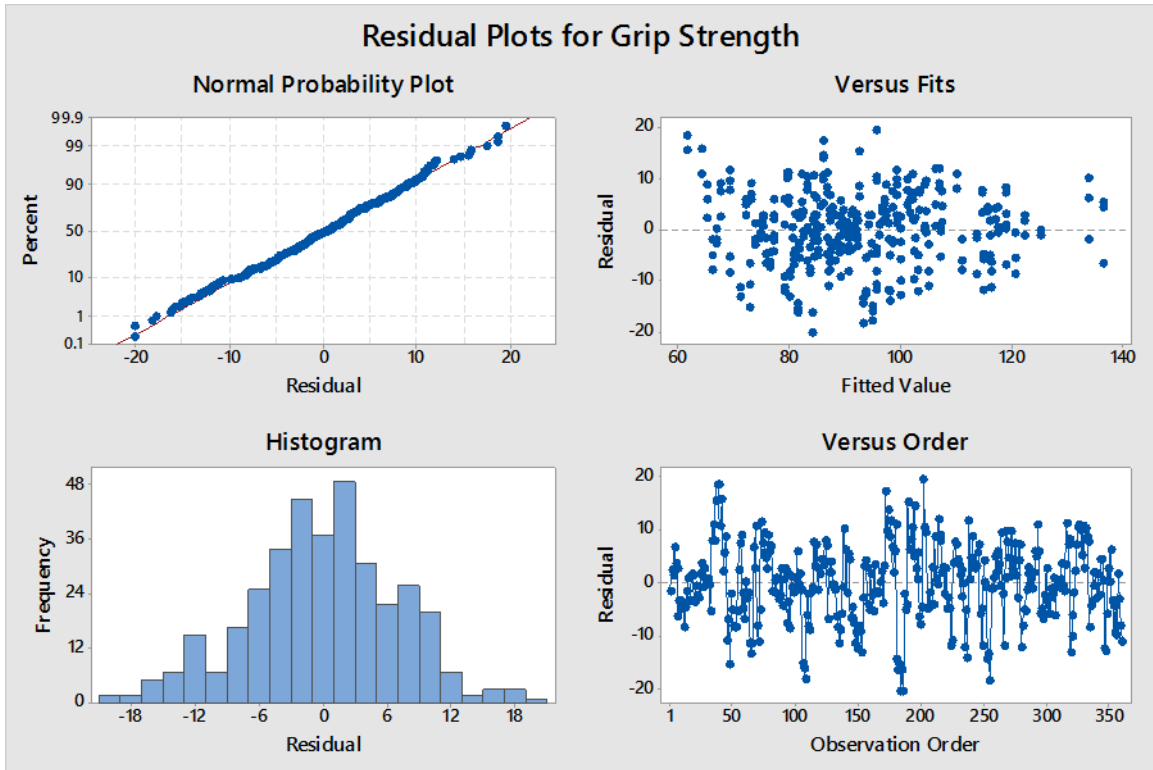 Residual Plots for Grip Strength
Normal Probability Plot
99.9
99
90
50
10
1
0.1
Percent
-20 -10 0 10 20
Residual
Versus Fits
20
10
0
-10
-20
Residual
60 80 100 120 140
Fitted Value
Histogram
48
36
24
12
0
Frequency
-18 -12 -6 0 6 12 18
Residual
Versus Order
20
10
0
-10
-20
Residual
1 50 100 150 200 250 300 350
Observation Order